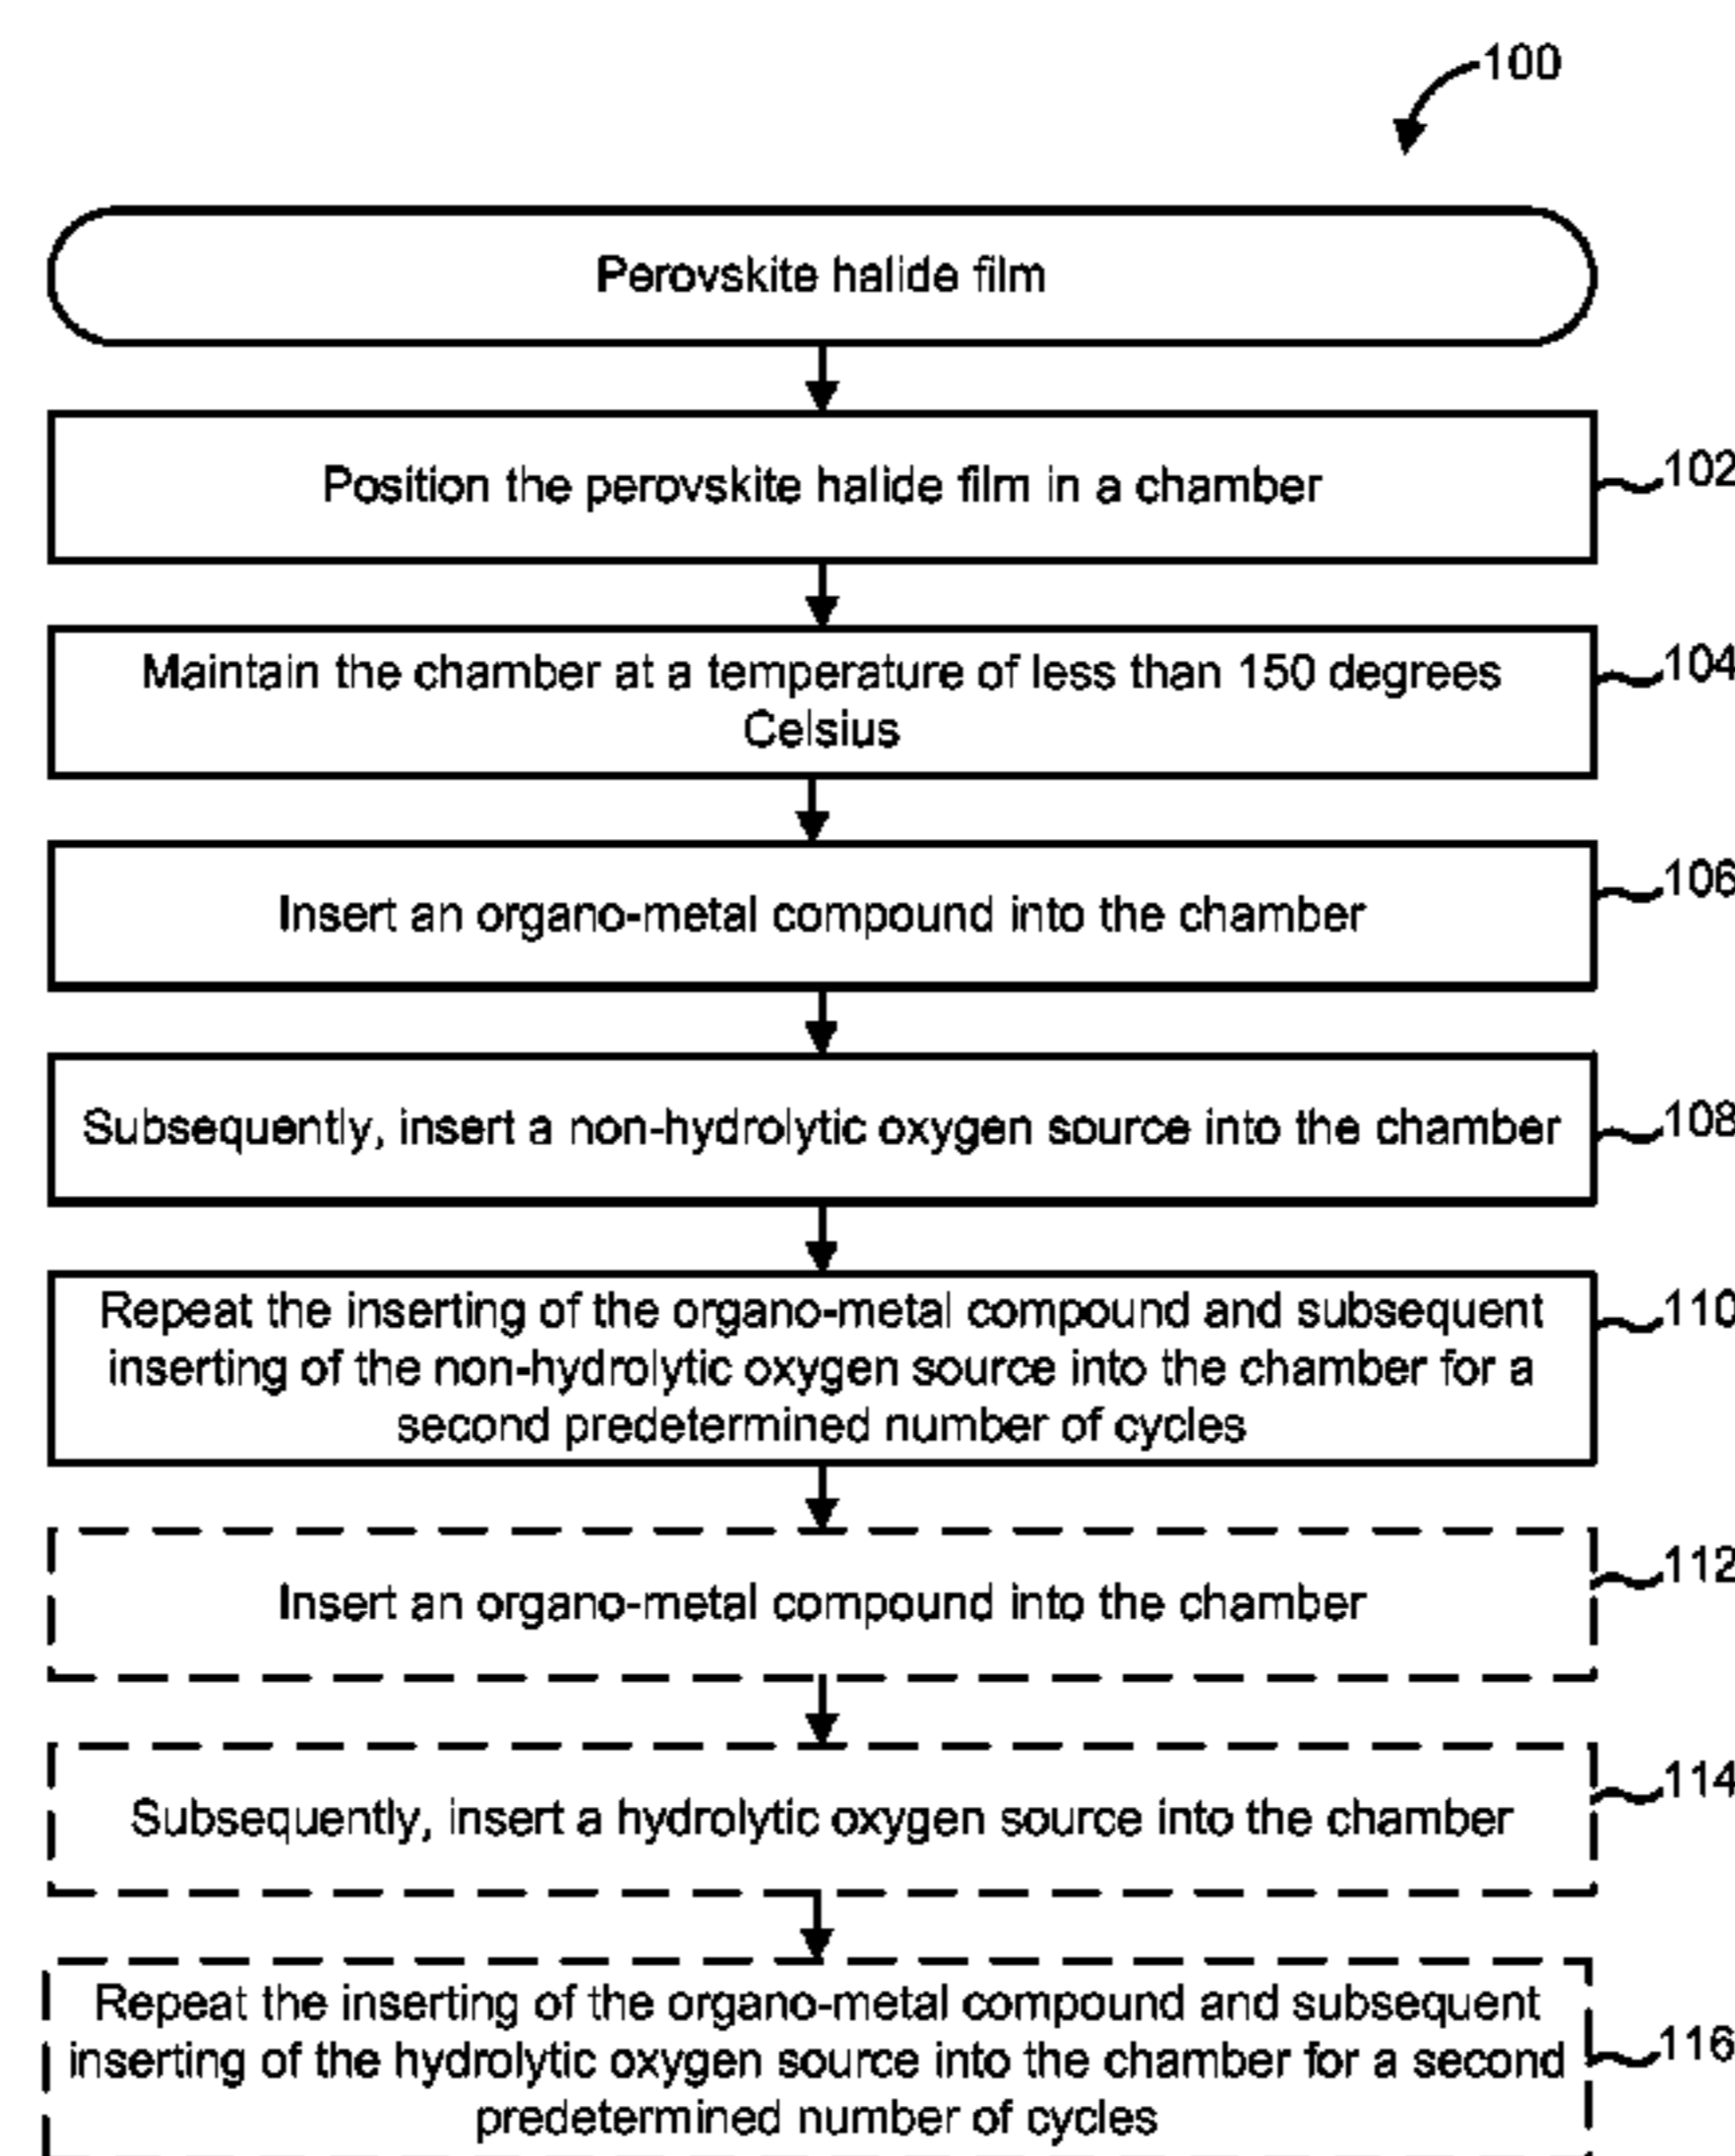 100
Perovskite halide film
Position the perovskite halide film in a chamber
102
Maintain the chamber at a temperature of less than 150 degrees
Celsius
104
Insert an organo-metal compound into the chamber
106
Subsequently, insert a non-hydrolytic oxygen source into the chamber
108
Repeat the inserting of the organo-metal compound and subsequent
inserting of the non-hydrolytic oxygen source into the chamber for a
second predetermined number of cycles
110
Insert an organo-metal compound into the chamber
112
Subsequently, insert a hydrolytic oxygen source into the chamber
114
Repeat the inserting of the organo-metal compound and subsequent
inserting of the hydrolytic oxygen source into the chamber for a second
predetermined number of cycles
116